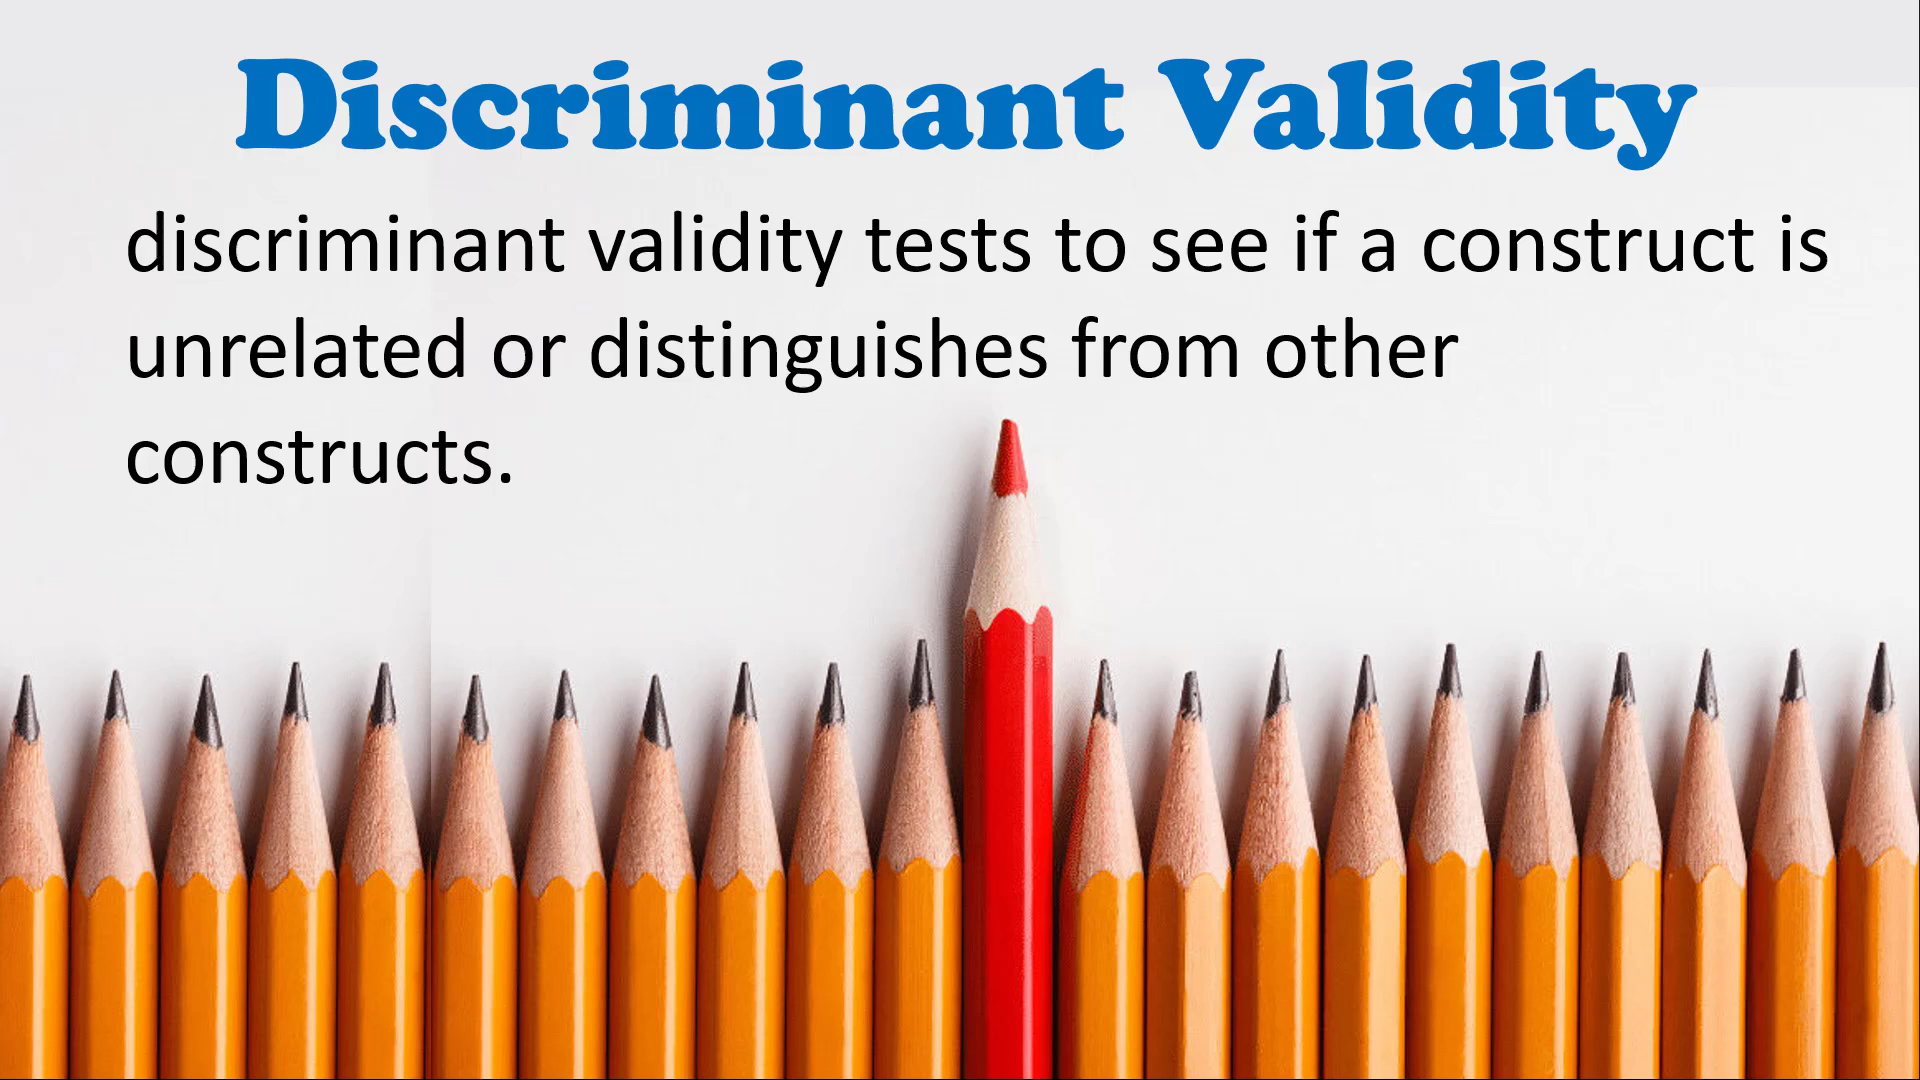 Discriminant Validity
discriminant validity tests to see if a construct is
unrelated or distinguishes from other
constructs.